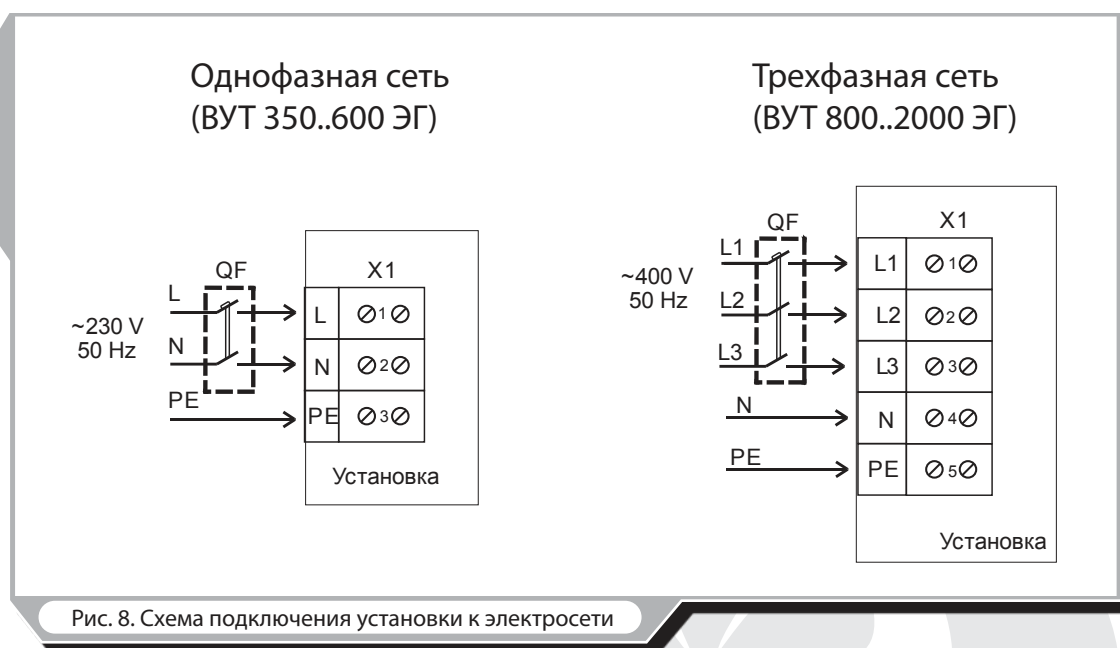 Однофазная сеть
(ВУТ 350..600 ЭГ)
~230 V
50 Hz
L
N
PE
QF
X1
L 1
N 2
PE 3
Установка
Трехфазная сеть
(ВУТ 800..2000 ЭГ)
~400 V
50 Hz
L1
L2
L3
N
PE
QF
X1
L1 1
L2 2
L3 3
N 4
PE 5
Установка
Рис. 8. Схема подключения установки к электросети